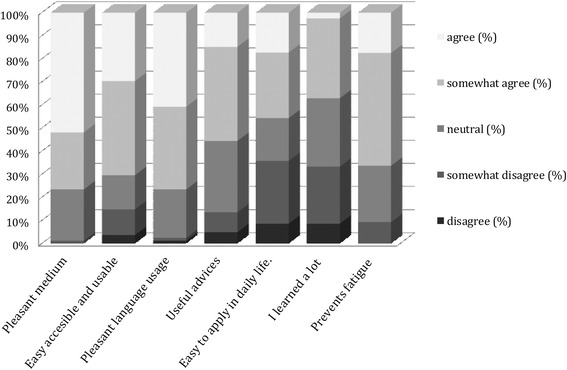 100%
90%
80%
70%
60%
50%
40%
30%
20%
10%
0%
Pleasant medium
Easy accesible and usable
Pleasant language usage
Useful advices
Easy to apply in daily life.
I learned a lot
Prevents fatigue
agree (%)
somewhat agree (%)
neutral (%)
somewhat disagree (%)
disagree (%)